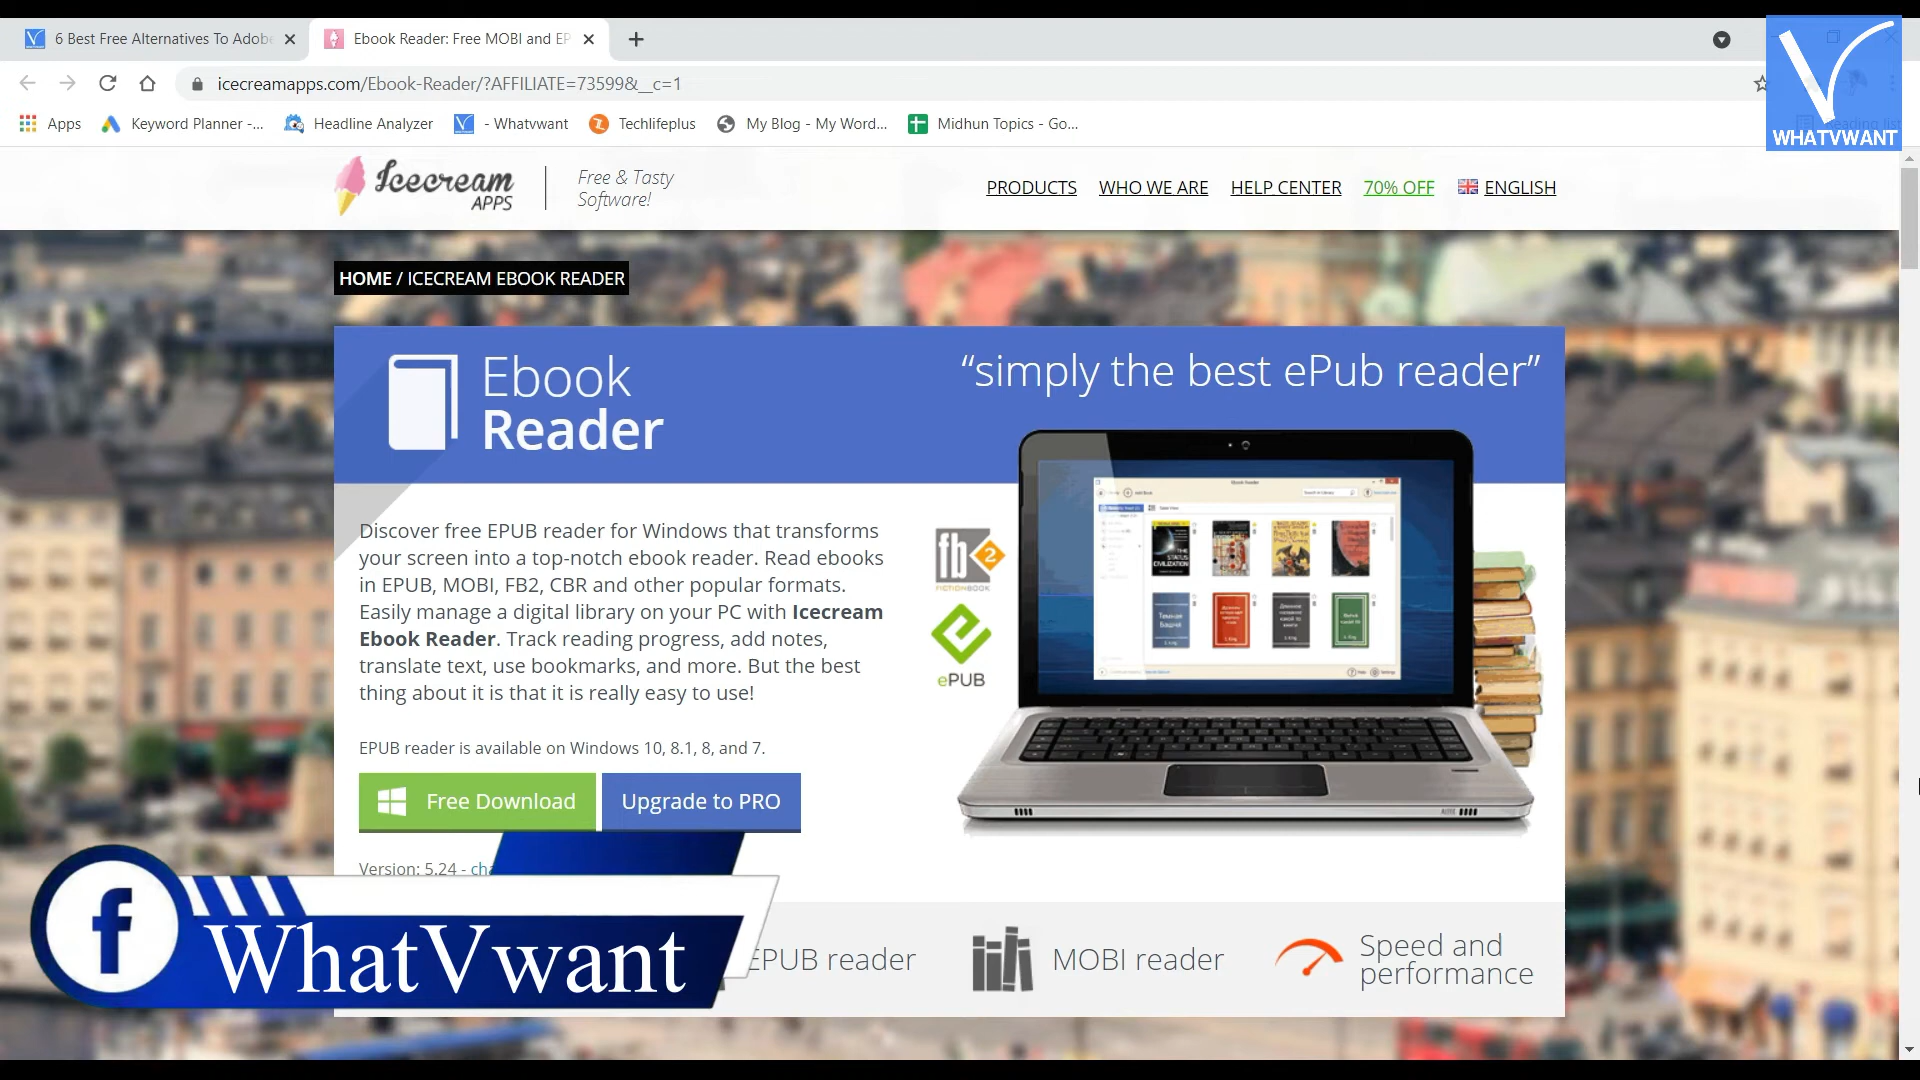 6 Best Free Alternatives To Adobe
Ebook Reader: Free MOBI and EP
icecreamapps.com/Ebook-Reader/?AFFILIATE=73599&__c=1
Apps
Keyword Planner -...
Headline Analyzer
- Whatvwant
Techlifeplus
My Blog - My Word...
Midhun Topics - Go...
Reading list
WHATVWANT
Icecream
APPS
Free & Tasty
Software!
PRODUCTS
WHO WE ARE
HELP CENTER
70% OFF
ENGLISH
HOME / ICECREAM EBOOK READER
Ebook
Reader
“simply the best ePub reader”
Discover free EPUB reader for Windows that transforms
your screen into a top-notch ebook reader. Read ebooks
in EPUB, MOBI, FB2, CBR and other popular formats.
Easily manage a digital library on your PC with Icecream
Ebook Reader. Track reading progress, add notes,
translate text, use bookmarks, and more. But the best
thing about it is that it is really easy to use!
fb2
FICTIONBOOK
ePUB
EPUB reader is available on Windows 10, 8.1, 8, and 7.
Free Download
Upgrade to PRO
Version: 5.24 - cha
f
WhatVwant
EPUB reader
MOBI reader
Speed and
performance